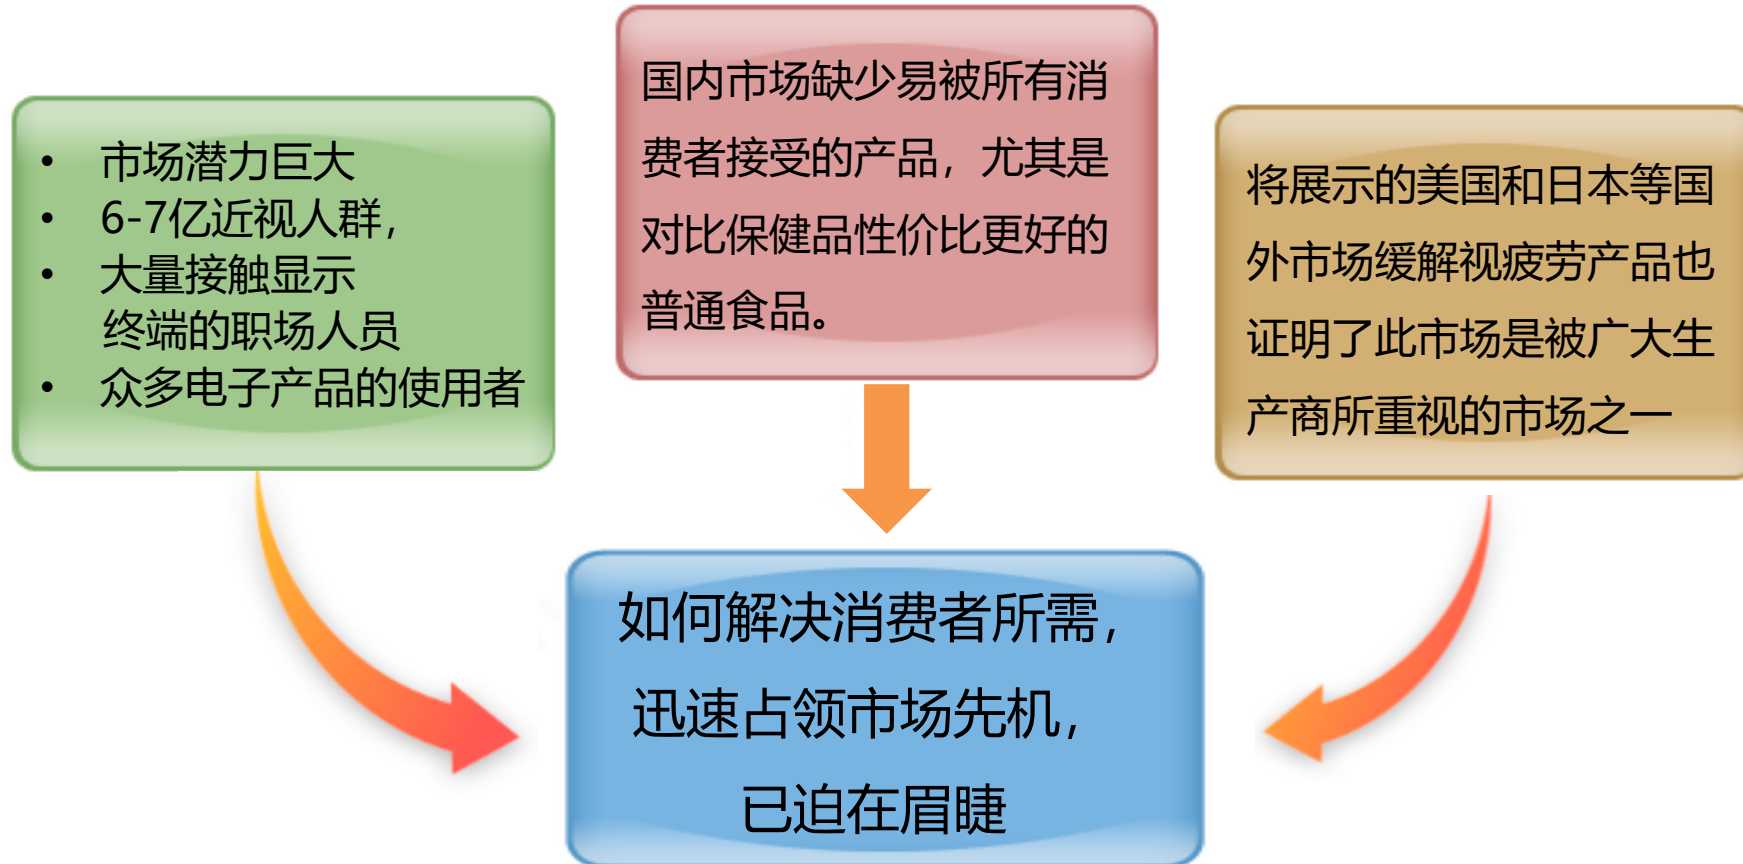 • 市场潜力巨大
• 6-7亿近视人群，
• 大量接触显示
终端的职场人员
• 众多电子产品的使用者
国内市场缺少易被所有消
费者接受的产品，尤其是
对比保健品性价比更好的
普通食品。
将展示的美国和日本等国
外市场缓解视疲劳产品也
证明了此市场是被广大生
产商所重视的市场之一
如何解决消费者所需，
迅速占领市场先机，
已迫在眉睫